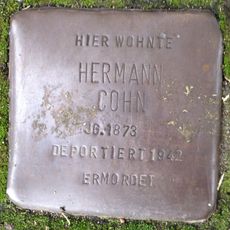 HIER WOHNTE
HERMANN
COHN
JG. 1873
DEPORTIERT 1942
ERMORDET